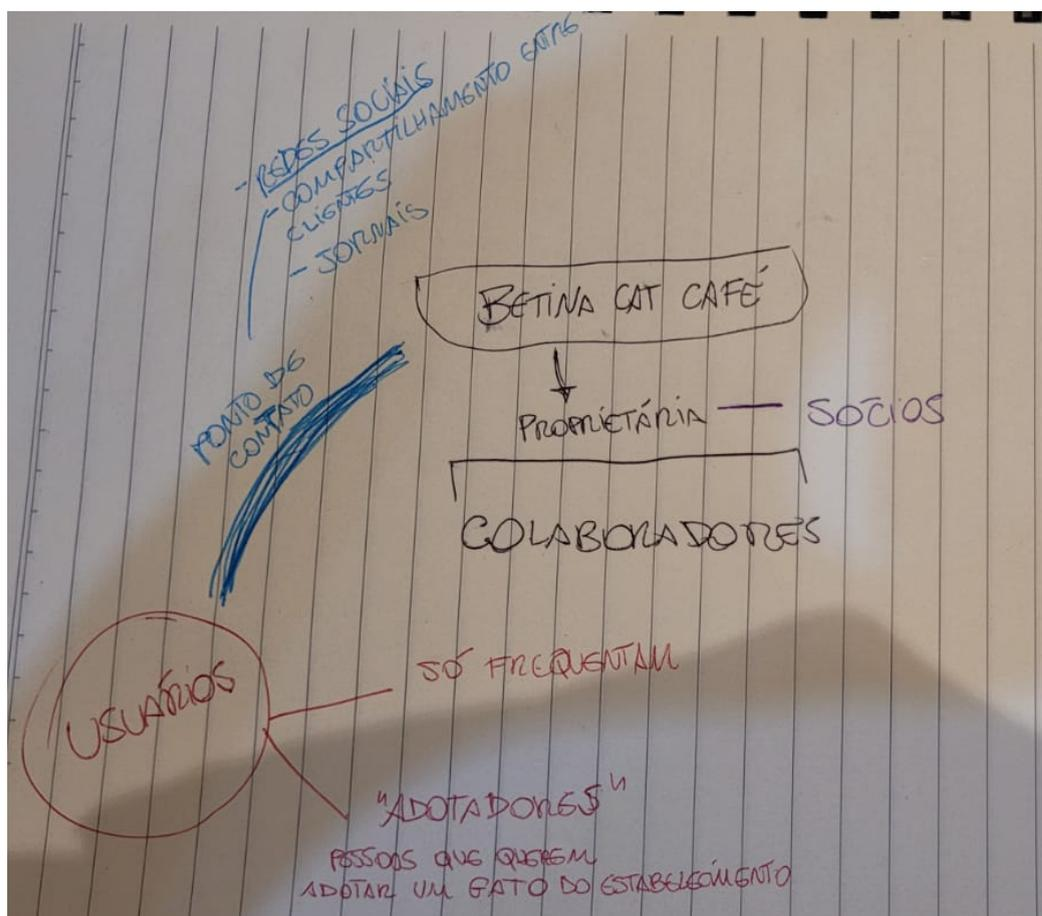 - REDES SOCIAIS
- COMPARTILHAMENTO ENTRE
CLIENTES
- JORNAIS
BETINA CAT CAFÉ
PROPRIETÁRIA
SÓCIOS
COLABORADORES
PONTO DE
CONTATO
USUÁRIOS
SÓ FREQUENTAM
"ADOTADORES"
PESSOAS QUE QUEREM
ADOTAR UM GATO DO ESTABELECIMENTO